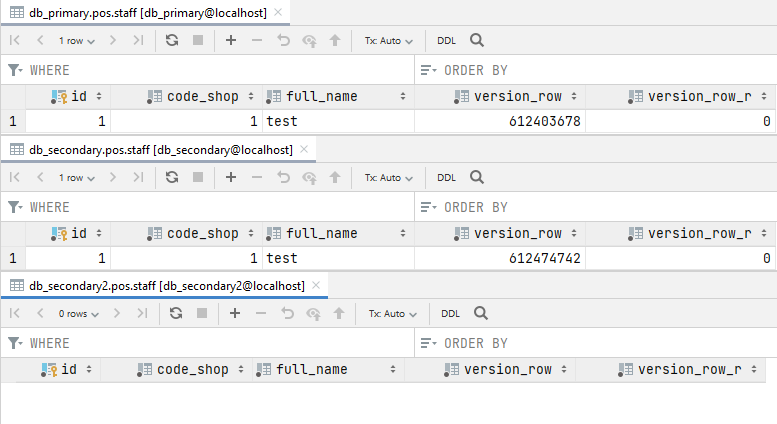 db_primary.pos.staff [db_primary@localhost]
1 row Tx: Auto DDL
WHERE ORDER BY
id code_shop full_name version_row version_row_r
1 1 1 test 612403678 0
db_secondary.pos.staff [db_secondary@localhost]
1 row Tx: Auto DDL
WHERE ORDER BY
id code_shop full_name version_row version_row_r
1 1 1 test 612474742 0
db_secondary2.pos.staff [db_secondary2@localhost]
0 rows Tx: Auto DDL
WHERE ORDER BY
id code_shop full_name version_row version_row_r